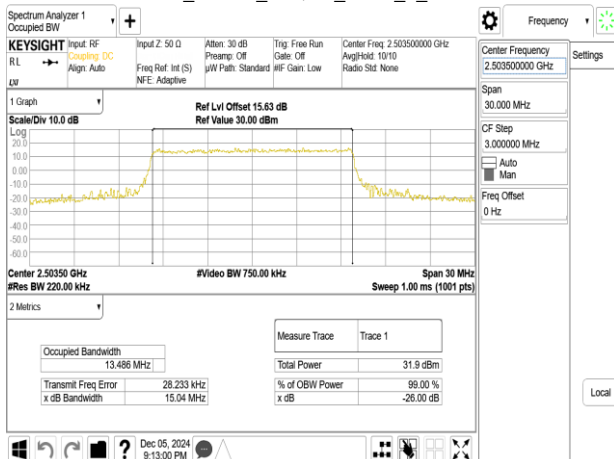 Spectrum Analyzer 1
Occupied BW
Frequency
KEYSIGHT
Input: RF
Coupling: DC
Align: Auto
RL
LXI
Input Z: 50 Ω
Freq Ref: Int (S)
NFE: Adaptive
Atten: 30 dB
Preamp: Off
µW Path: Standard
Trig: Free Run
Gate: Off
#IF Gain: Low
Center Freq: 2.503500000 GHz
Avg|Hold: 10/10
Radio Std: None
Center Frequency
2.503500000 GHz
Settings
Span
30.000 MHz
CF Step
3.000000 MHz
Auto
Man
Freq Offset
0 Hz
1 Graph
Scale/Div 10.0 dB
Ref Lvl Offset 15.63 dB
Ref Value 30.00 dBm
Log
20.0
10.0
0.00
-10.0
-20.0
-30.0
-40.0
-50.0
-60.0
Center 2.50350 GHz
#Video BW 750.00 kHz
Span 30 MHz
#Res BW 220.00 kHz
Sweep 1.00 ms (1001 pts)
2 Metrics
Measure Trace Trace 1
Occupied Bandwidth
13.486 MHz
Total Power 31.9 dBm
Transmit Freq Error 28.233 kHz
% of OBW Power 99.00 %
x dB Bandwidth 15.04 MHz
x dB -26.00 dB
Local
?
Dec 05, 2024
9:13:00 PM